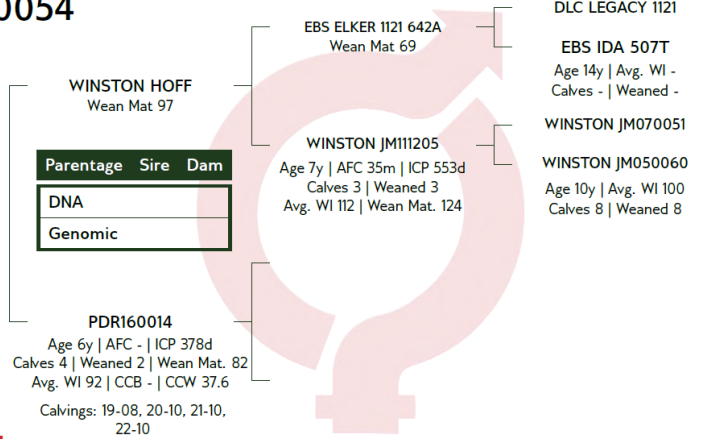 0054
DLC LEGACY 1121
EBS ELKER 1121 642A
Wean Mat 69
EBS IDA 507T
Age 14y | Avg. WI -
Calves - | Weaned -
WINSTON HOFF
Wean Mat 97
WINSTON JM070051
WINSTON JM111205
Age 7y | AFC 35m | ICP 553d
Calves 3 | Weaned 3
Avg. WI 112 | Wean Mat. 124
WINSTON JM050060
Age 10y | Avg. WI 100
Calves 8 | Weaned 8
Parentage Sire Dam
DNA
Genomic
PDR160014
Age 6y | AFC - | ICP 378d
Calves 4 | Weaned 2 | Wean Mat. 82
Avg. WI 92 | CCB - | CCW 37.6
Calvings: 19-08, 20-10, 21-10,
22-10